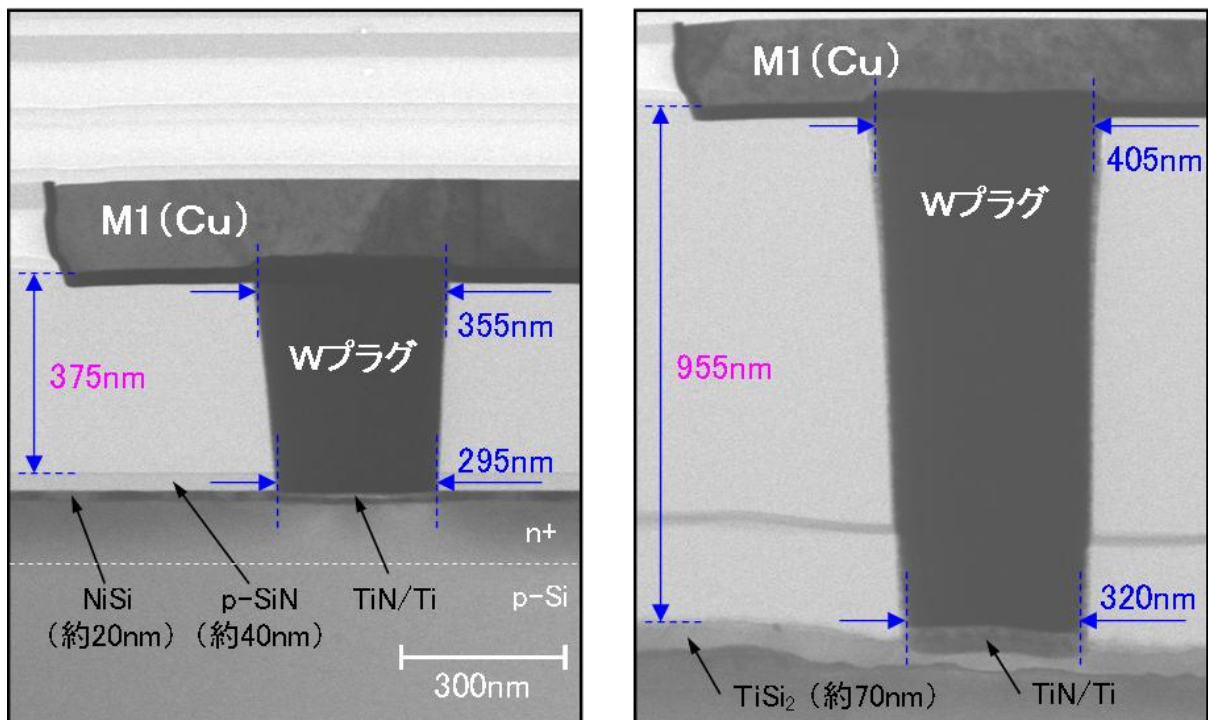 M1(Cu)
Wプラグ
375nm
355nm
295nm
n+
NiSi
(約20nm)
p-SiN
(約40nm)
TiN/Ti
p-Si
300nm
M1(Cu)
405nm
Wプラグ
955nm
320nm
TiSi₂ (約70nm)
TiN/Ti